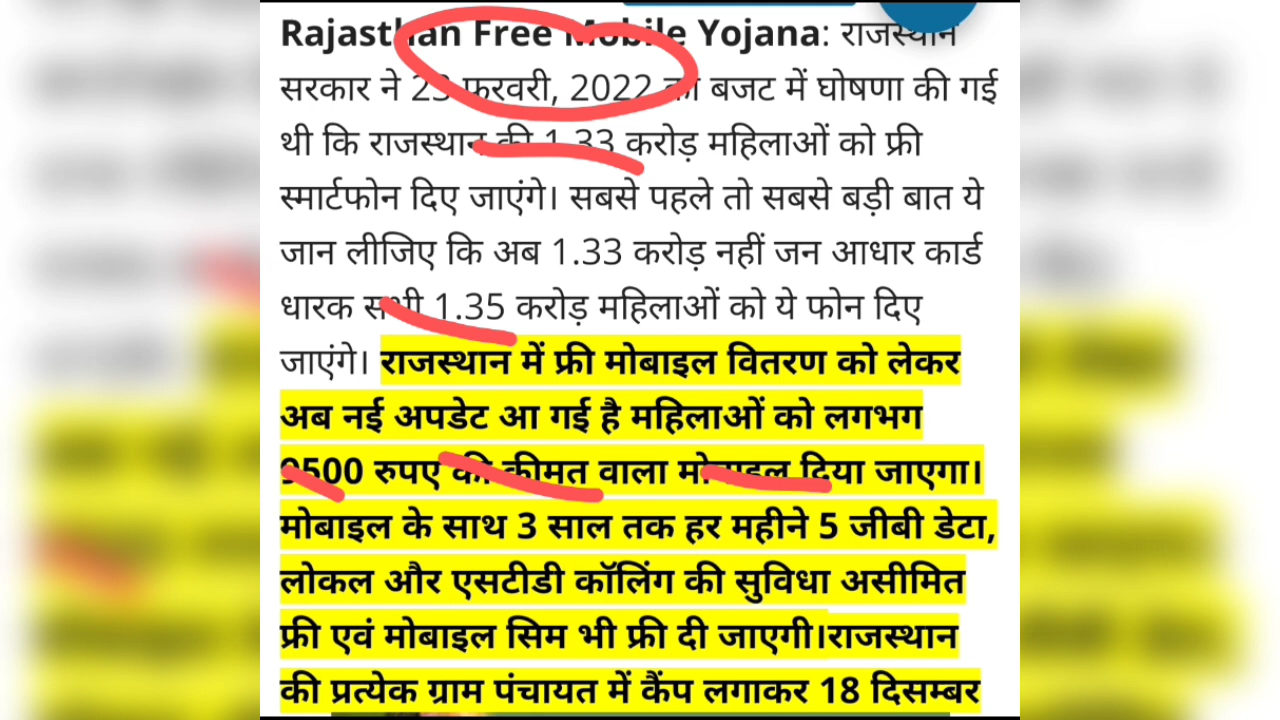 Rajasthan Free Mobile Yojana: राजस्थान
सरकार ने 23 फरवरी, 2022 को बजट में घोषणा की गई
थी कि राजस्थान की 1.33 करोड़ महिलाओं को फ्री
स्मार्टफोन दिए जाएंगे। सबसे पहले तो सबसे बड़ी बात ये
जान लीजिए कि अब 1.33 करोड़ नहीं जन आधार कार्ड
धारक सभी 1.35 करोड़ महिलाओं को ये फोन दिए
जाएंगे। राजस्थान में फ्री मोबाइल वितरण को लेकर
अब नई अपडेट आ गई है महिलाओं को लगभग
9500 रुपए की कीमत वाला मोबाइल दिया जाएगा।
मोबाइल के साथ 3 साल तक हर महीने 5 जीबी डेटा,
लोकल और एसटीडी कॉलिंग की सुविधा असीमित
फ्री एवं मोबाइल सिम भी फ्री दी जाएगी।राजस्थान
की प्रत्येक ग्राम पंचायत में कैंप लगाकर 18 दिसम्बर